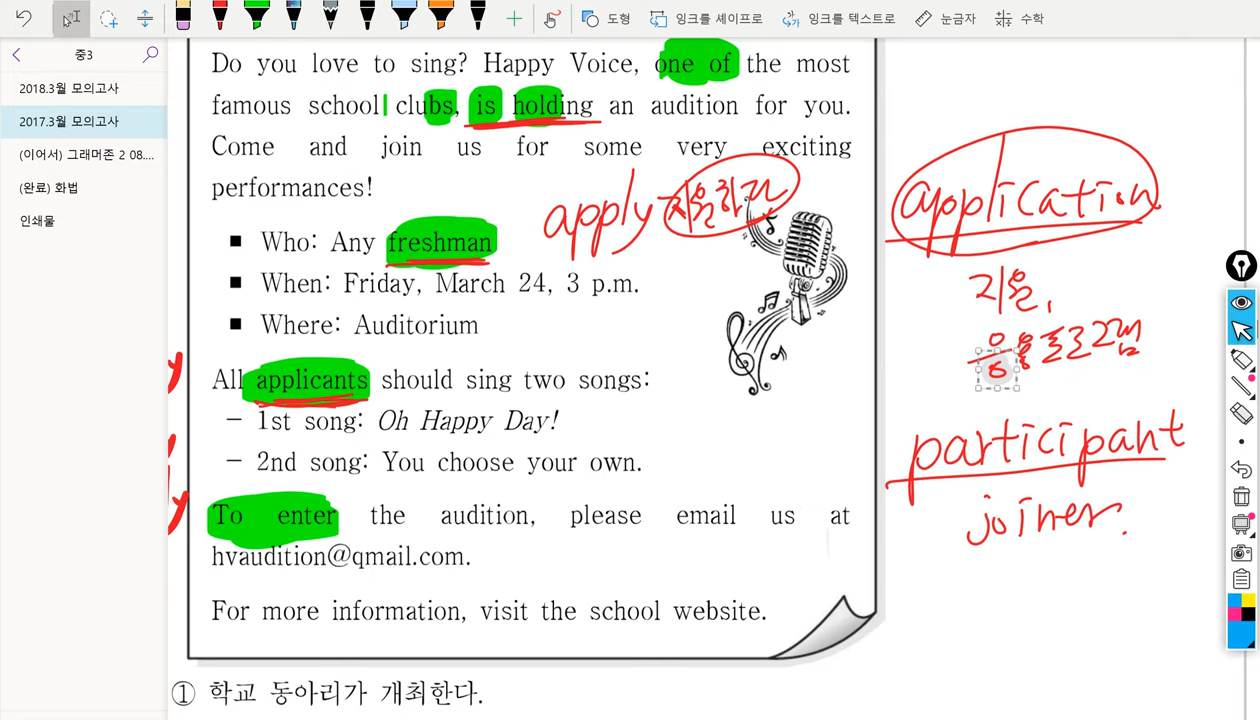 도형
잉크를 셰이프로
잉크를 텍스트로
눈금자
수학
중3
2018.3월 모의고사
2017.3월 모의고사
(이어서) 그래머존 2 08....
(완료) 화법
인쇄물
Do you love to sing? Happy Voice, one of the most
famous school clubs, is holding an audition for you.
Come and join us for some very exciting
performances!
apply 지원하다
■ Who: Any freshman
■ When: Friday, March 24, 3 p.m.
■ Where: Auditorium
All applicants should sing two songs:
- 1st song: Oh Happy Day!
- 2nd song: You choose your own.
To enter the audition, please email us at
hvaudition@qmail.com.
For more information, visit the school website.
① 학교 동아리가 개최한다.
application
지원,
응용프로그램
participant
joiner.